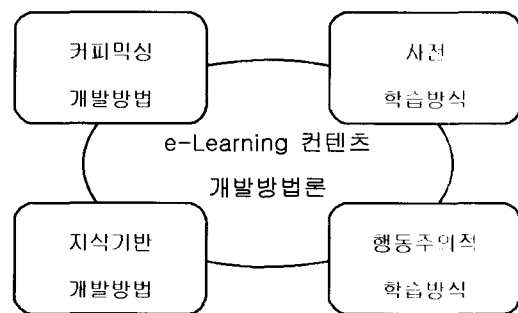 커피믹싱
개발방법
사전
학습방식
e-Learning 컨텐츠
개발방법론
지식기반
개발방법
행동주의적
학습방식